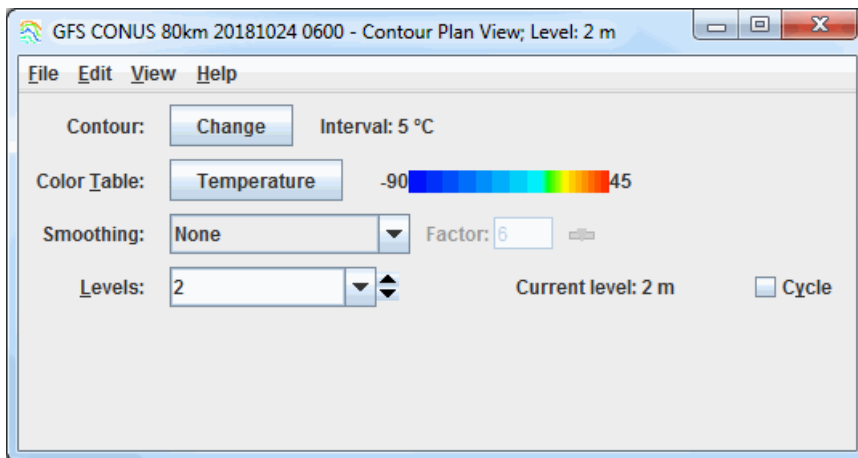 GFS CONUS 80km 20181024 0600 - Contour Plan View; Level: 2 m
File Edit View Help
Contour: Change Interval: 5 °C
Color Table: Temperature -90 45
Smoothing: None Factor: 6
Levels: 2 Current level: 2 m Cycle